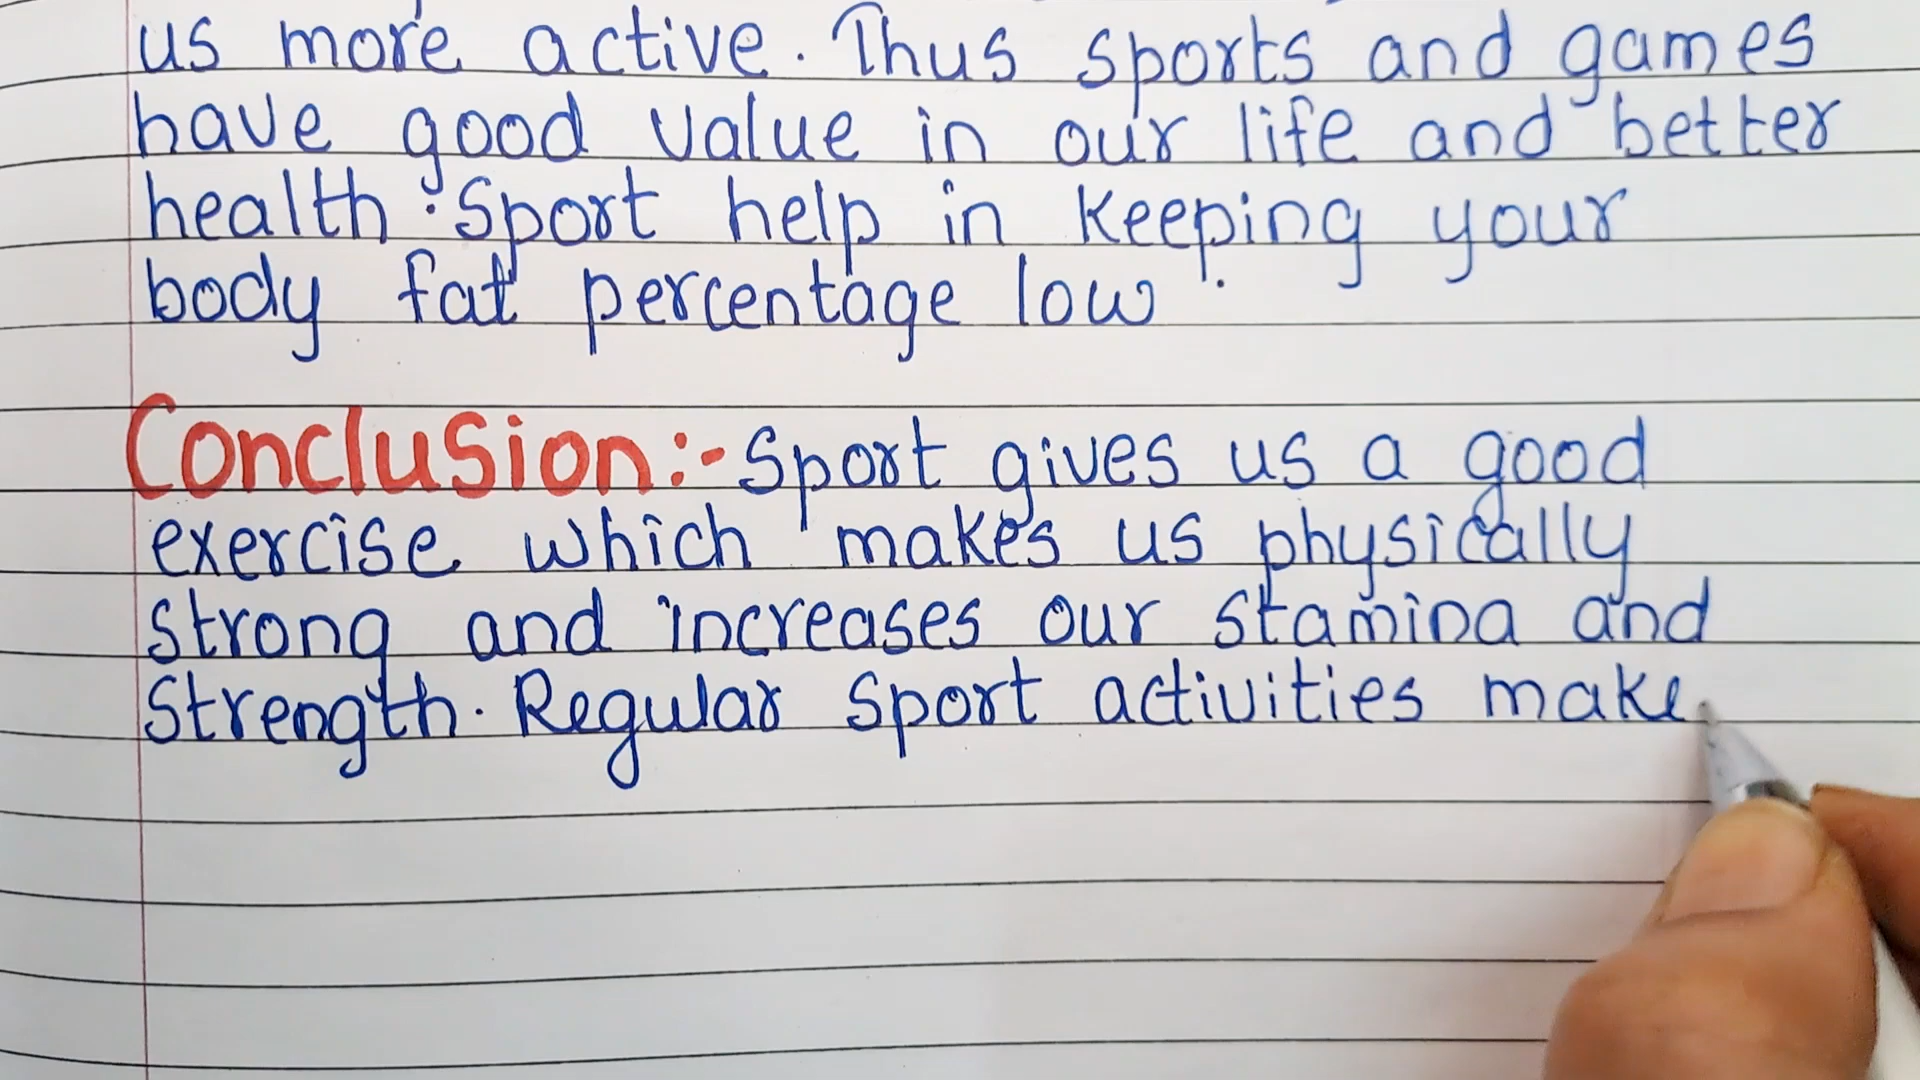 us more active. Thus sports and games
have good value in our life and better
health. Sport help in keeping your
body fat percentage low.
Conclusion:- Sport gives us a good
exercise which makes us physically
strong and increases our stamina and
strength. Regular sport activities make